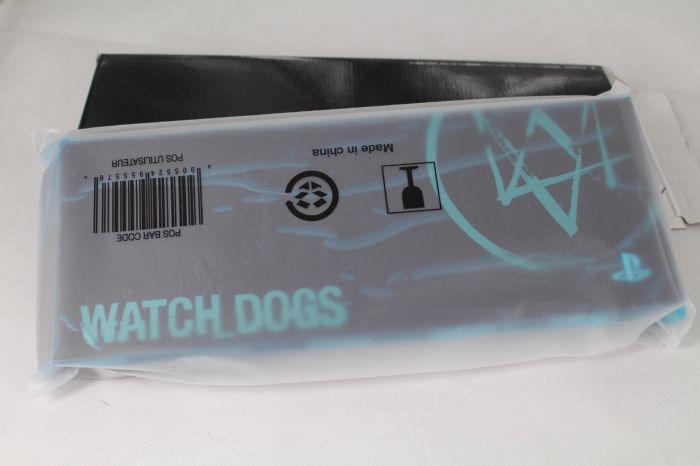 POS UTILISATEUR
POS BAR CODE
Made in china
WATCH_DOGS